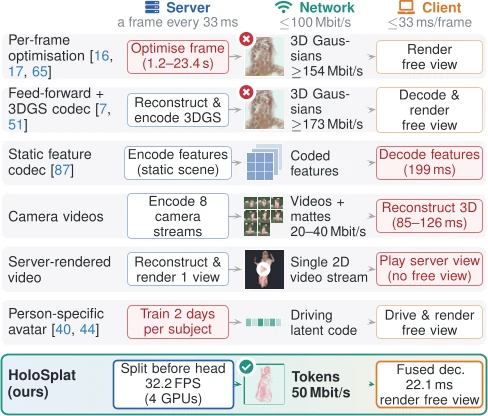 Server
Network
Client
a frame every 33 ms
≤100 Mbit/s
≤33 ms/frame
Per-frame
optimisation [16,
17, 65]
Optimise frame
(1.2–23.4 s)
3D Gaus-
sians
≥154 Mbit/s
Render
free view
Feed-forward +
3DGS codec [7,
51]
Reconstruct &
encode 3DGS
3D Gaus-
sians
≥173 Mbit/s
Decode &
render
free view
Static feature
codec [87]
Encode features
(static scene)
Coded
features
Decode features
(199 ms)
Camera videos
Encode 8
camera
streams
Videos +
mattes
20–40 Mbit/s
Reconstruct 3D
(85–126 ms)
Server-rendered
video
Reconstruct &
render 1 view
Single 2D
video stream
Play server view
(no free view)
Person-specific
avatar [40, 44]
Train 2 days
per subject
Driving
latent code
Drive & render
free view
HoloSplat
(ours)
Split before head
32.2 FPS
(4 GPUs)
Tokens
50 Mbit/s
Fused dec.
22.1 ms
render free view